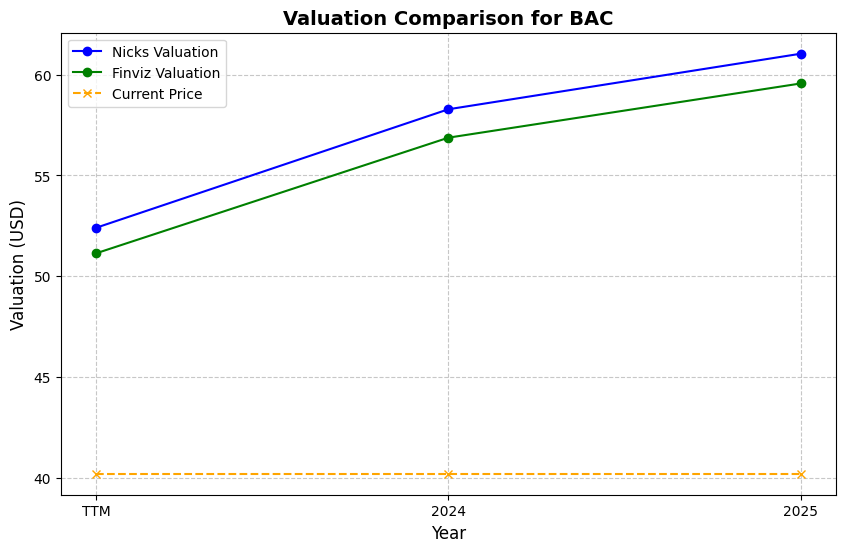 Valuation Comparison for BAC
Nicks Valuation
Finviz Valuation
Current Price
Valuation (USD)
60
55
50
45
40
TTM
2024
2025
Year